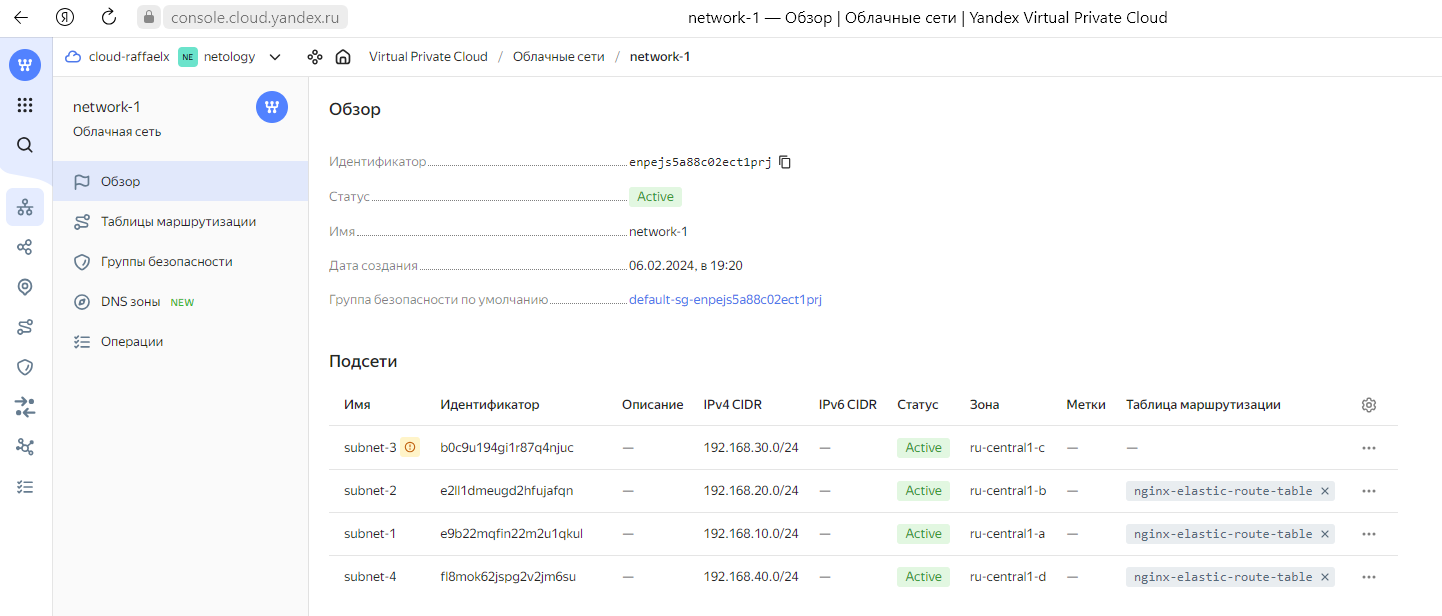 console.cloud.yandex.ru
network-1 — Обзор | Облачные сети | Yandex Virtual Private Cloud
cloud-raffaelx NE netology Virtual Private Cloud / Облачные сети / network-1
network-1
Облачная сеть
Обзор
Таблицы маршрутизации
Группы безопасности
DNS зоны NEW
Операции
Обзор
Идентификатор enpejs5a88c02ect1prj
Статус Active
Имя network-1
Дата создания 06.02.2024, в 19:20
Группа безопасности по умолчанию default-sg-enpejs5a88c02ect1prj
Подсети
Имя Идентификатор Описание IPv4 CIDR IPv6 CIDR Статус Зона Метки Таблица маршрутизации
subnet-3 b0c9u194gi1r87q4njuc — 192.168.30.0/24 — Active ru-central1-c — —
subnet-2 e2ll1dmeugd2hfujafqn — 192.168.20.0/24 — Active ru-central1-b — nginx-elastic-route-table ×
subnet-1 e9b22mqfin22m2u1qkul — 192.168.10.0/24 — Active ru-central1-a — nginx-elastic-route-table ×
subnet-4 fl8mok62jspg2v2jm6su — 192.168.40.0/24 — Active ru-central1-d — nginx-elastic-route-table ×